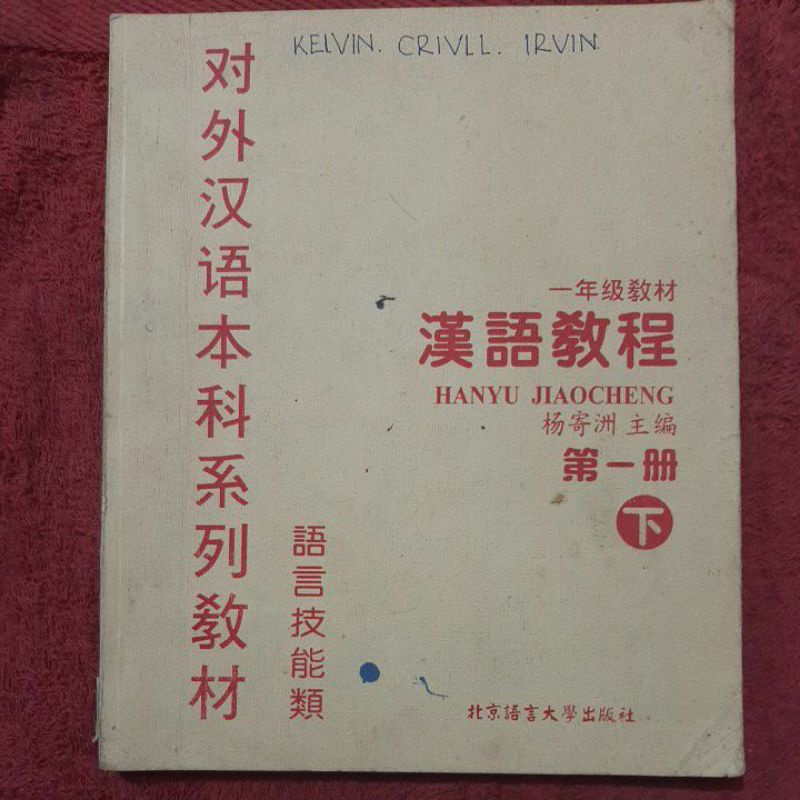 KELVIN. CRIVLL. IRVIN.
对外汉语本科系列教材
語言技能類
一年级教材
漢語教程
HANYU JIAOCHENG
杨寄洲 主编
第一册
下
北京語言大學出版社